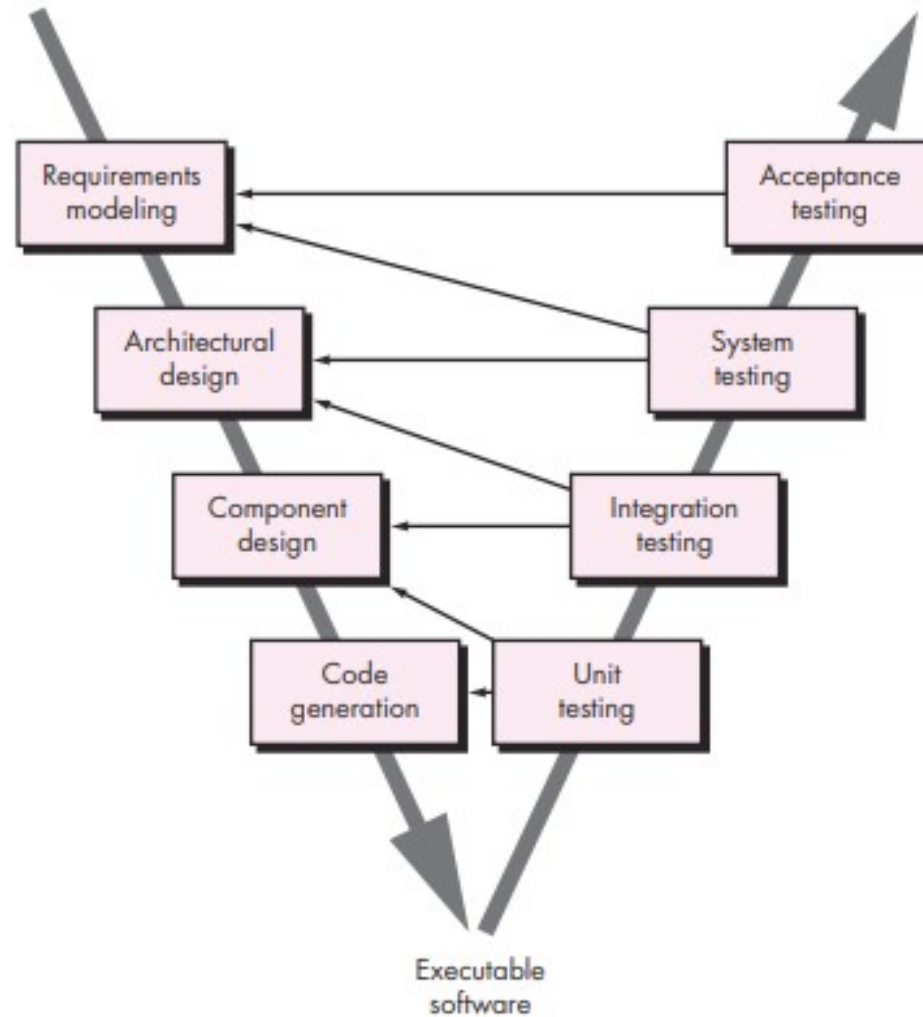 Requirements
modeling
Acceptance
testing
Architectural
design
System
testing
Component
design
Integration
testing
Code
generation
Unit
testing
Executable
software